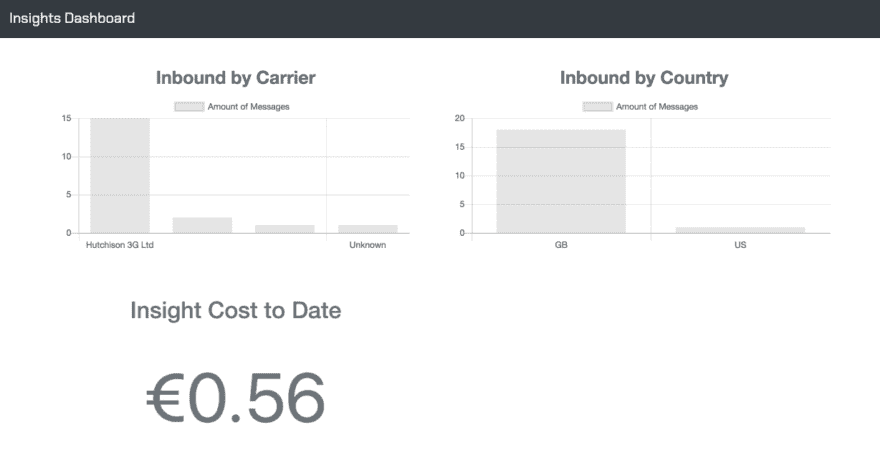 Insights Dashboard
Inbound by Carrier
Amount of Messages
15
10
5
0
Hutchison 3G Ltd
Unknown
Inbound by Country
Amount of Messages
20
15
10
5
0
GB
US
Insight Cost to Date
€0.56